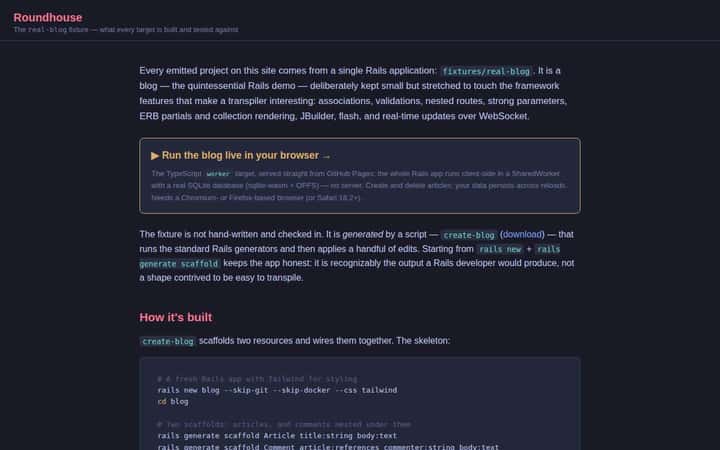 Roundhouse
The real-blog fixture — what every target is built and tested against
Every emitted project on this site comes from a single Rails application: fixtures/real-blog. It is a
blog — the quintessential Rails demo — deliberately kept small but stretched to touch the framework
features that make a transpiler interesting: associations, validations, nested routes, strong parameters,
ERB partials and collection rendering, JBuilder, flash, and real-time updates over WebSocket.
▶ Run the blog live in your browser →
The TypeScript worker target, served straight from GitHub Pages: the whole Rails app runs client-side in a SharedWorker
with a real SQLite database (sqlite-wasm + OPFS) — no server. Create and delete articles; your data persists across reloads.
Needs a Chromium- or Firefox-based browser (or Safari 16.2+).
The fixture is not hand-written and checked in. It is generated by a script — create-blog (download) — that
runs the standard Rails generators and then applies a handful of edits. Starting from rails new + rails
generate scaffold keeps the app honest: it is recognizably the output a Rails developer would produce, not
a shape contrived to be easy to transpile.
How it's built
create-blog scaffolds two resources and wires them together. The skeleton:
# A fresh Rails app with Tailwind for styling
rails new blog --skip-git --skip-docker --css tailwind
cd blog
# Two scaffolds: articles, and comments nested under them
rails generate scaffold Article title:string body:text
rails generate scaffold Comment article:references commenter:string body:text